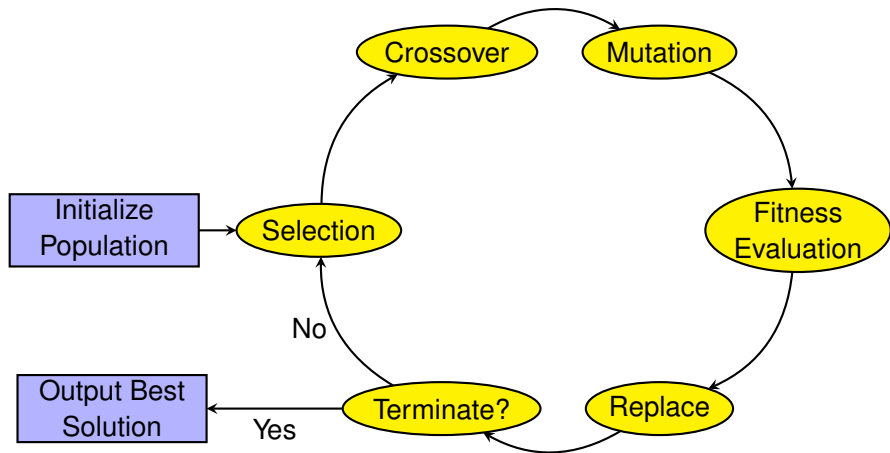 Crossover
Mutation
Initialize
Population
Selection
Fitness
Evaluation
No
Output Best
Solution
Yes
Terminate?
Replace